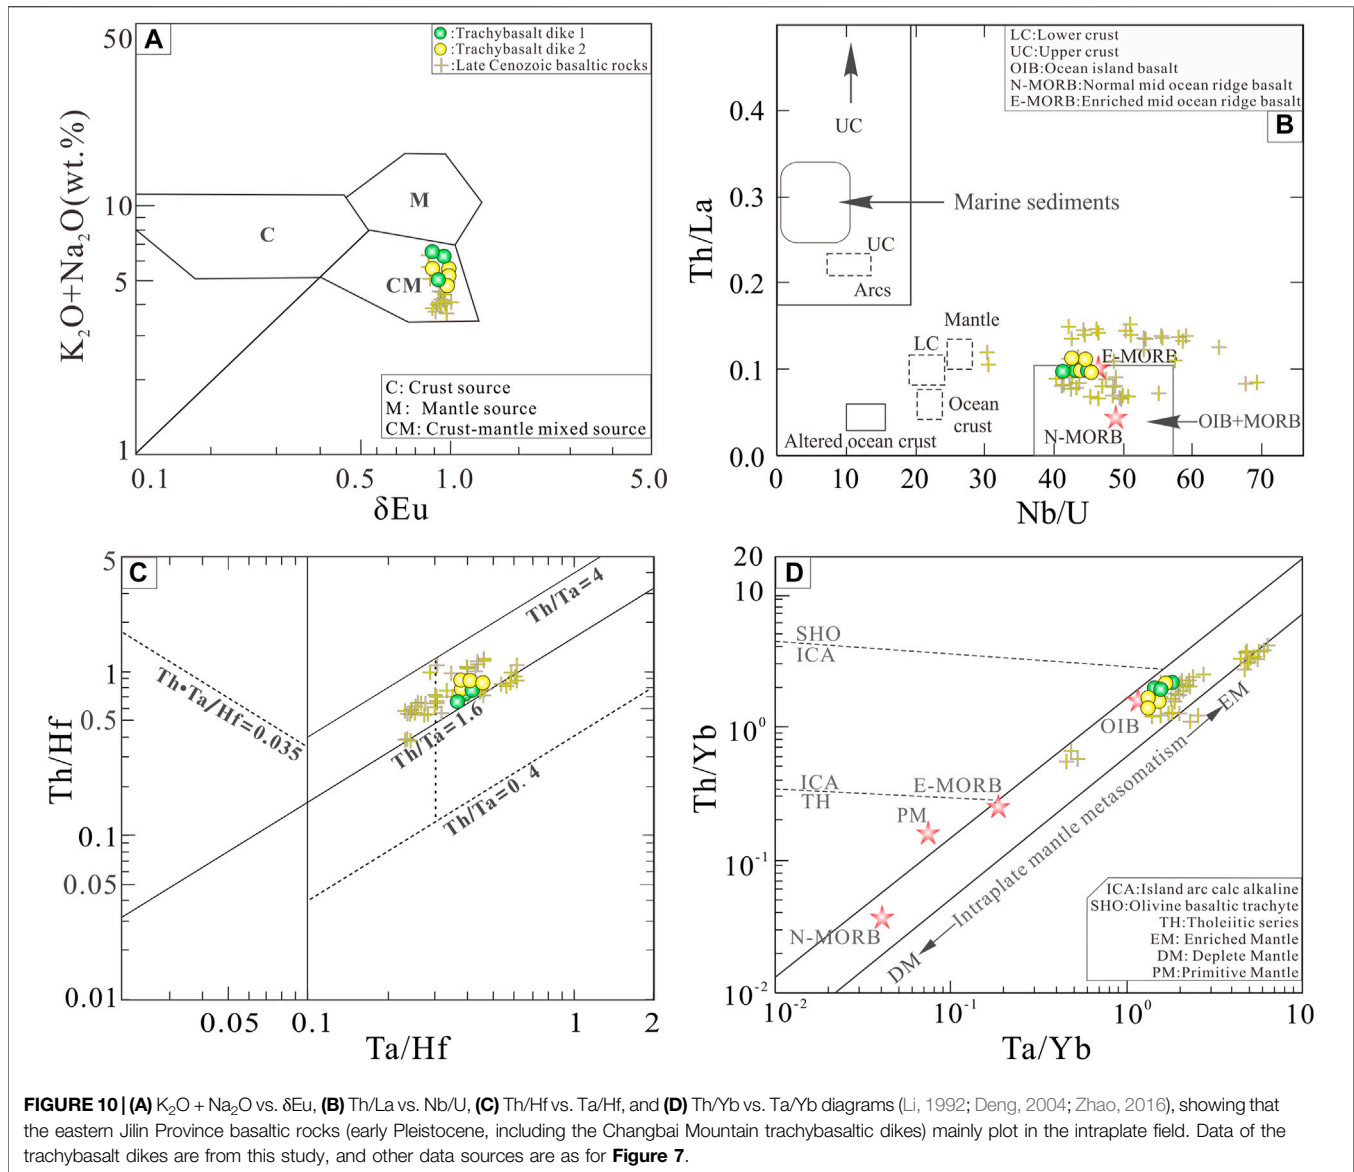 A
:Trachybasalt dike 1
:Trachybasalt dike 2
:Late Cenozoic basaltic rocks
50
10
5
1
K₂O+Na₂O(wt.%)
M
C
CM
C: Crust source
M: Mantle source
CM: Crust-mantle mixed source
0.1
0.5
1.0
5.0
δEu
LC:Lower crust
UC:Upper crust
OIB:Ocean island basalt
N-MORB:Normal mid ocean ridge basalt
E-MORB:Enriched mid ocean ridge basalt
B
0.4
0.3
0.2
0.1
0.0
Th/La
UC
Marine sediments
UC
Arcs
Mantle
LC
E-MORB
Ocean
crust
Altered ocean crust
N-MORB
OIB+MORB
0
10
20
30
40
50
60
70
Nb/U
C
5
1
0.5
0.1
0.05
0.01
Th/Hf
Th/Ta=4
Th•Ta/Hf=0.035
Th/Ta=1.6
Th/Ta=0.4
0.05
0.1
1
2
Ta/Hf
D
20
10
10⁰
10⁻¹
10⁻²
Th/Yb
SHO
ICA
OIB
EM
ICA
TH
E-MORB
PM
Intraplate mantle metasomatism
N-MORB
DM
ICA:Island arc calc alkaline
SHO:Olivine basaltic trachyte
TH:Tholeiitic series
EM: Enriched Mantle
DM: Deplete Mantle
PM:Primitive Mantle
10⁻²
10⁻¹
10⁰
10
Ta/Yb
FIGURE 10 | (A) K₂O + Na₂O vs. δEu, (B) Th/La vs. Nb/U, (C) Th/Hf vs. Ta/Hf, and (D) Th/Yb vs. Ta/Yb diagrams (Li, 1992; Deng, 2004; Zhao, 2016), showing that
the eastern Jilin Province basaltic rocks (early Pleistocene, including the Changbai Mountain trachybasaltic dikes) mainly plot in the intraplate field. Data of the
trachybasalt dikes are from this study, and other data sources are as for Figure 7.